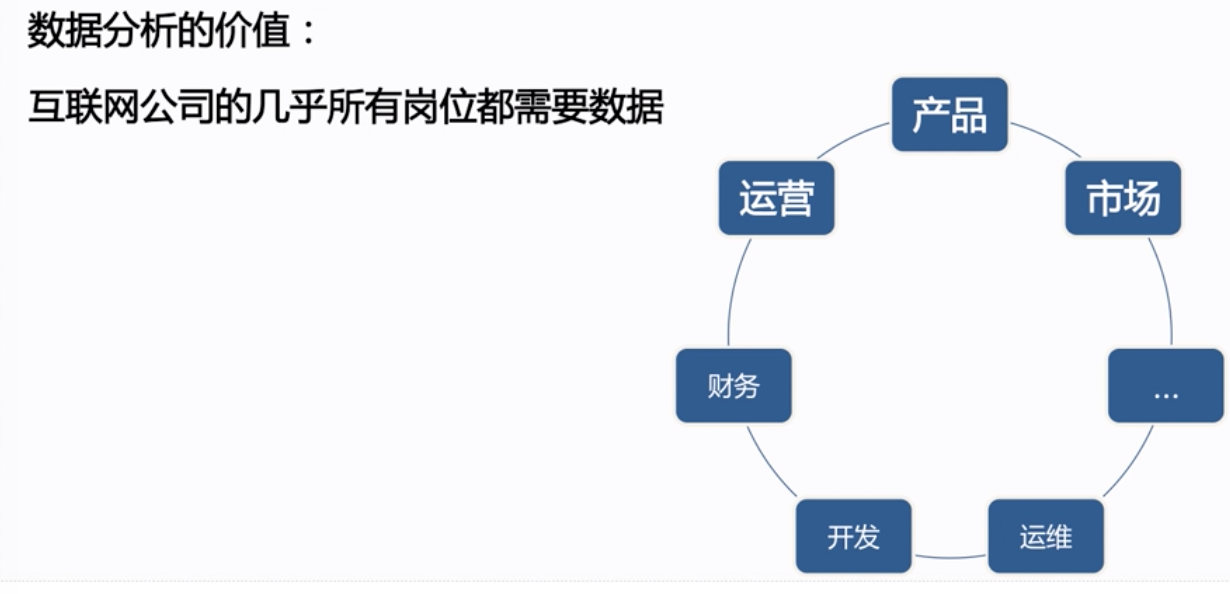 数据分析的价值：
互联网公司的几乎所有岗位都需要数据
产品
运营
市场
财务
...
开发
运维